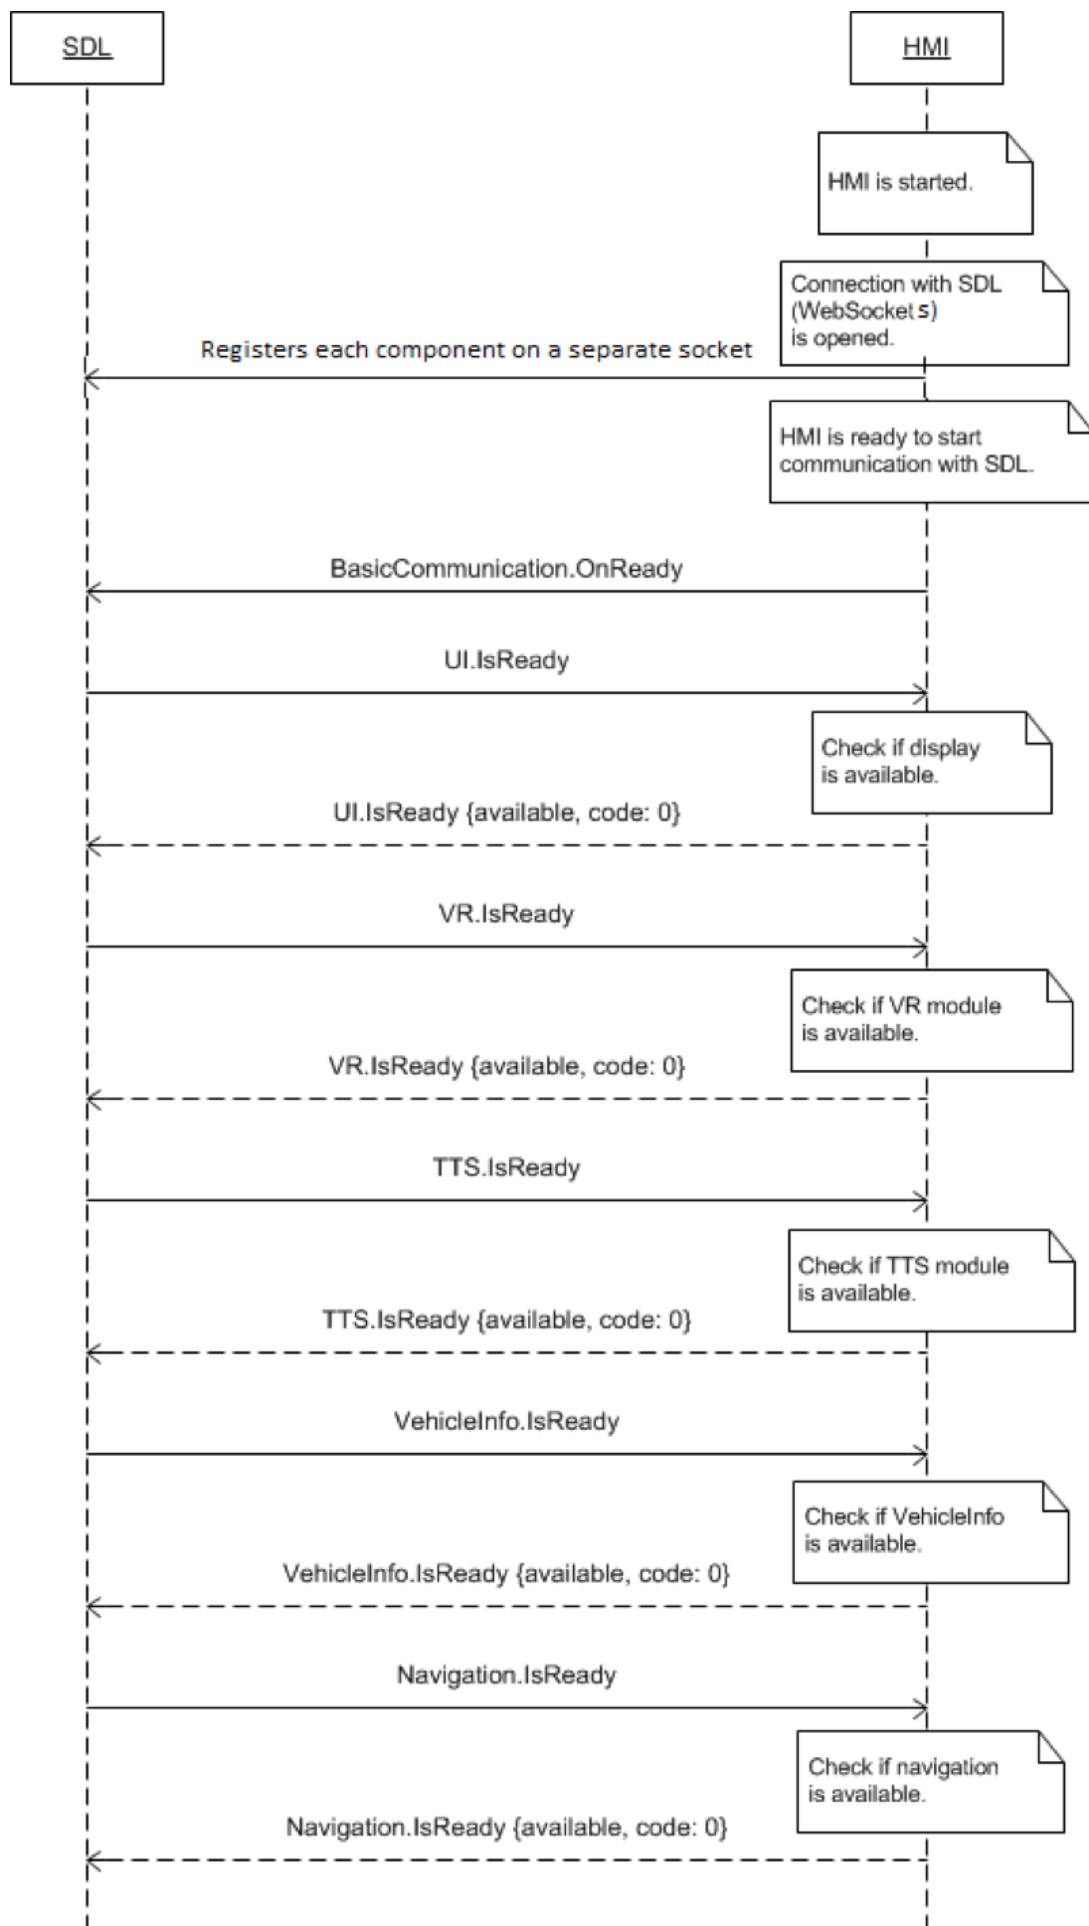 SDL
HMI
HMI is started.
Connection with SDL
(WebSockets)
is opened.
Registers each component on a separate socket
HMI is ready to start
communication with SDL.
BasicCommunication.OnReady
UI.IsReady
Check if display
is available.
UI.IsReady {available, code: 0}
VR.IsReady
Check if VR module
is available.
VR.IsReady {available, code: 0}
TTS.IsReady
Check if TTS module
is available.
TTS.IsReady {available, code: 0}
VehicleInfo.IsReady
Check if VehicleInfo
is available.
VehicleInfo.IsReady {available, code: 0}
Navigation.IsReady
Check if navigation
is available.
Navigation.IsReady {available, code: 0}